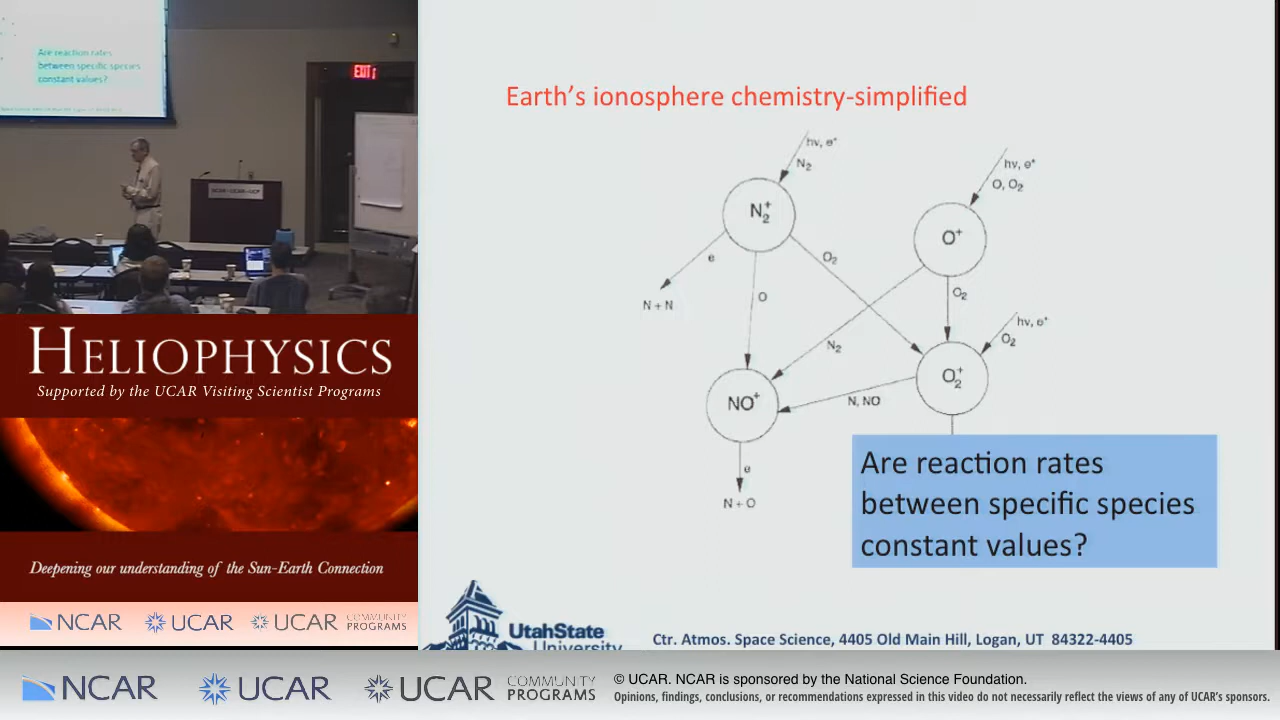 Are reaction rates
between specific species
constant values?
EXIT
NCAR-UCAR-UCP
HELIOPHYSICS
Supported by the UCAR Visiting Scientist Programs
Deepening our understanding of the Sun-Earth Connection
NCAR UCAR UCAR COMMUNITY PROGRAMS
Earth's ionosphere chemistry-simplified
hν, e*
N₂
N₂⁺
hν, e*
O, O₂
O⁺
e
O₂
N + N
O
O₂
hν, e*
O₂
N₂
O₂⁺
NO⁺
N, NO
e
N + O
Are reaction rates
between specific species
constant values?
UtahState
University
Ctr. Atmos. Space Science, 4405 Old Main Hill, Logan, UT 84322-4405
NCAR UCAR UCAR COMMUNITY PROGRAMS
© UCAR. NCAR is sponsored by the National Science Foundation.
Opinions, findings, conclusions, or recommendations expressed in this video do not necessarily reflect the views of any of UCAR's sponsors.